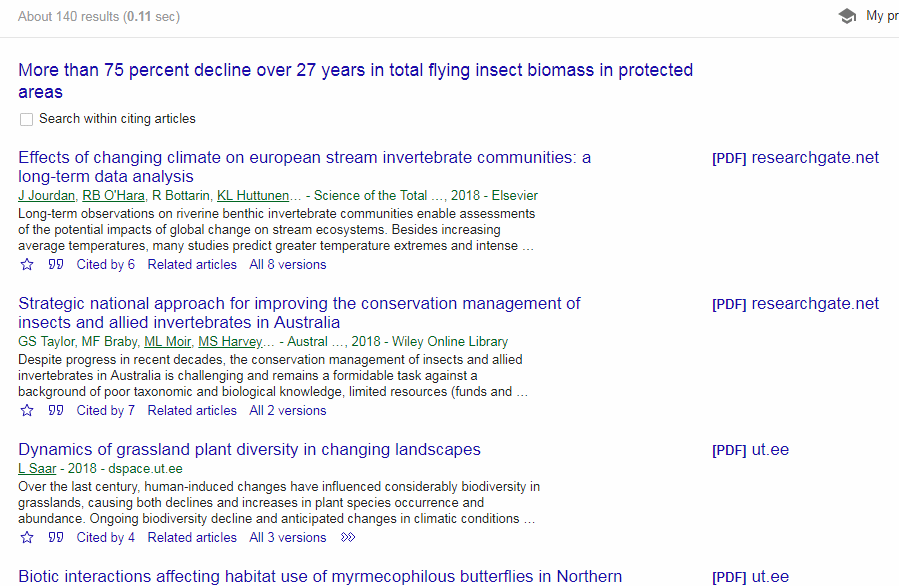 About 140 results (0.11 sec)
My pr
More than 75 percent decline over 27 years in total flying insect biomass in protected
areas
Search within citing articles
Effects of changing climate on european stream invertebrate communities: a
long-term data analysis
[PDF] researchgate.net
J Jourdan, RB O'Hara, R Bottarin, KL Huttunen… - Science of the Total …, 2018 - Elsevier
Long-term observations on riverine benthic invertebrate communities enable assessments
of the potential impacts of global change on stream ecosystems. Besides increasing
average temperatures, many studies predict greater temperature extremes and intense …
Cited by 6 Related articles All 8 versions
Strategic national approach for improving the conservation management of
insects and allied invertebrates in Australia
[PDF] researchgate.net
GS Taylor, MF Braby, ML Moir, MS Harvey… - Austral …, 2018 - Wiley Online Library
Despite progress in recent decades, the conservation management of insects and allied
invertebrates in Australia is challenging and remains a formidable task against a
background of poor taxonomic and biological knowledge, limited resources (funds and …
Cited by 7 Related articles All 2 versions
Dynamics of grassland plant diversity in changing landscapes
[PDF] ut.ee
L Saar - 2018 - dspace.ut.ee
Over the last century, human-induced changes have influenced considerably biodiversity in
grasslands, causing both declines and increases in plant species occurrence and
abundance. Ongoing biodiversity decline and anticipated changes in climatic conditions …
Cited by 4 Related articles All 3 versions
Biotic interactions affecting habitat use of myrmecophilous butterflies in Northern
[PDF] ut.ee